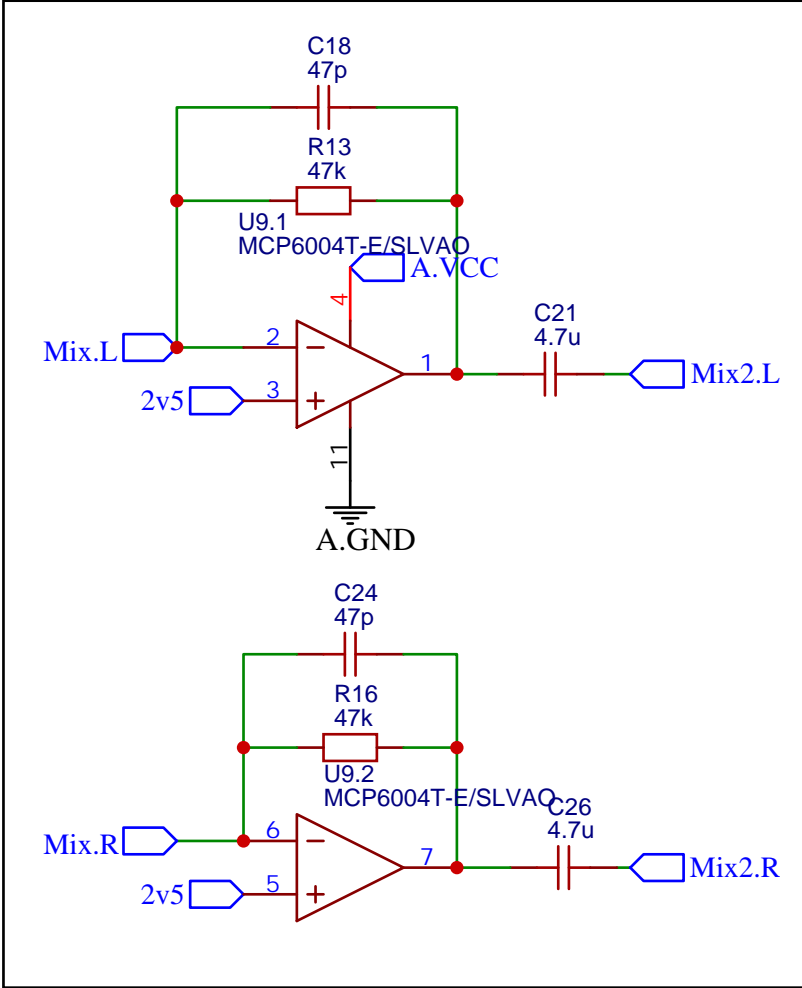 C18
47p
R13
47k
U9.1
MCP6004T-E/SLVAO
A.VCC
4
C21
4.7u
Mix.L
2
1
Mix2.L
2v5
3
11
A.GND
C24
47p
R16
47k
U9.2
MCP6004T-E/SLVAO
C26
4.7u
Mix.R
6
7
Mix2.R
2v5
5